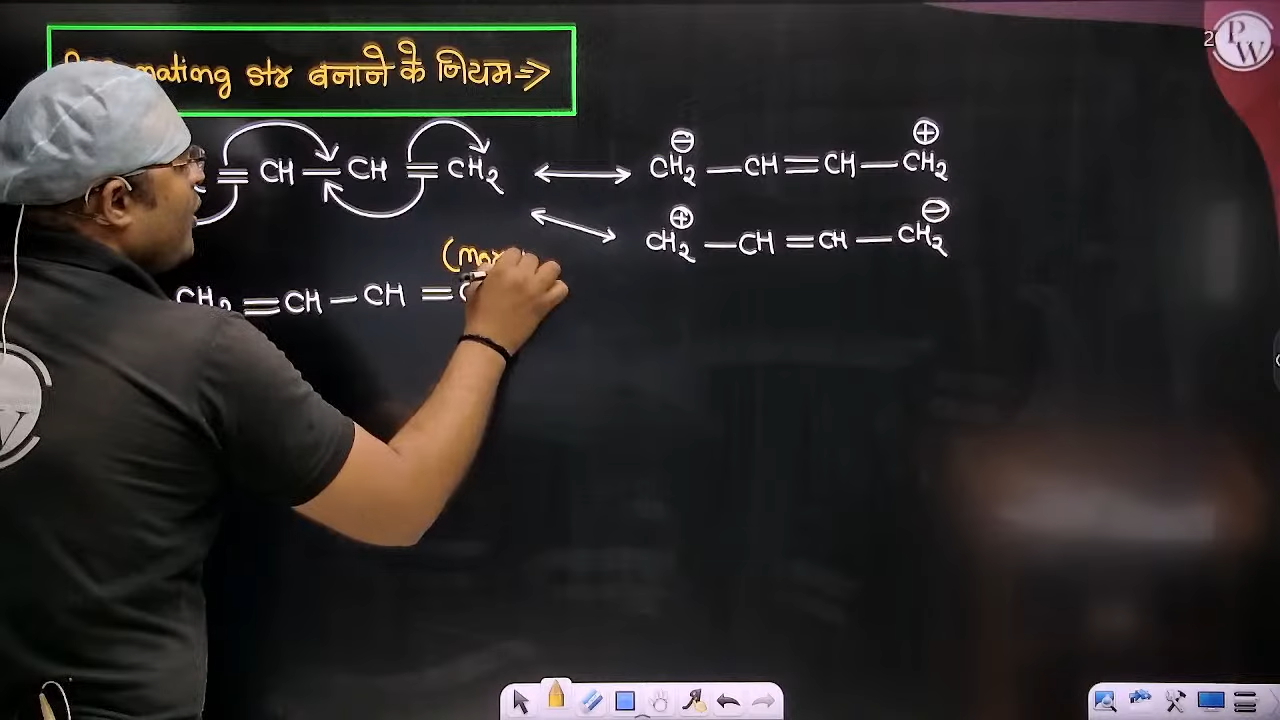 mating str बनाने के नियम =>
= CH — CH = CH2 ⟷ CH2⊖ — CH = CH — CH2⊕
⟷ CH2⊕ — CH = CH — CH2⊖
CH2 = CH — CH =
PW
2